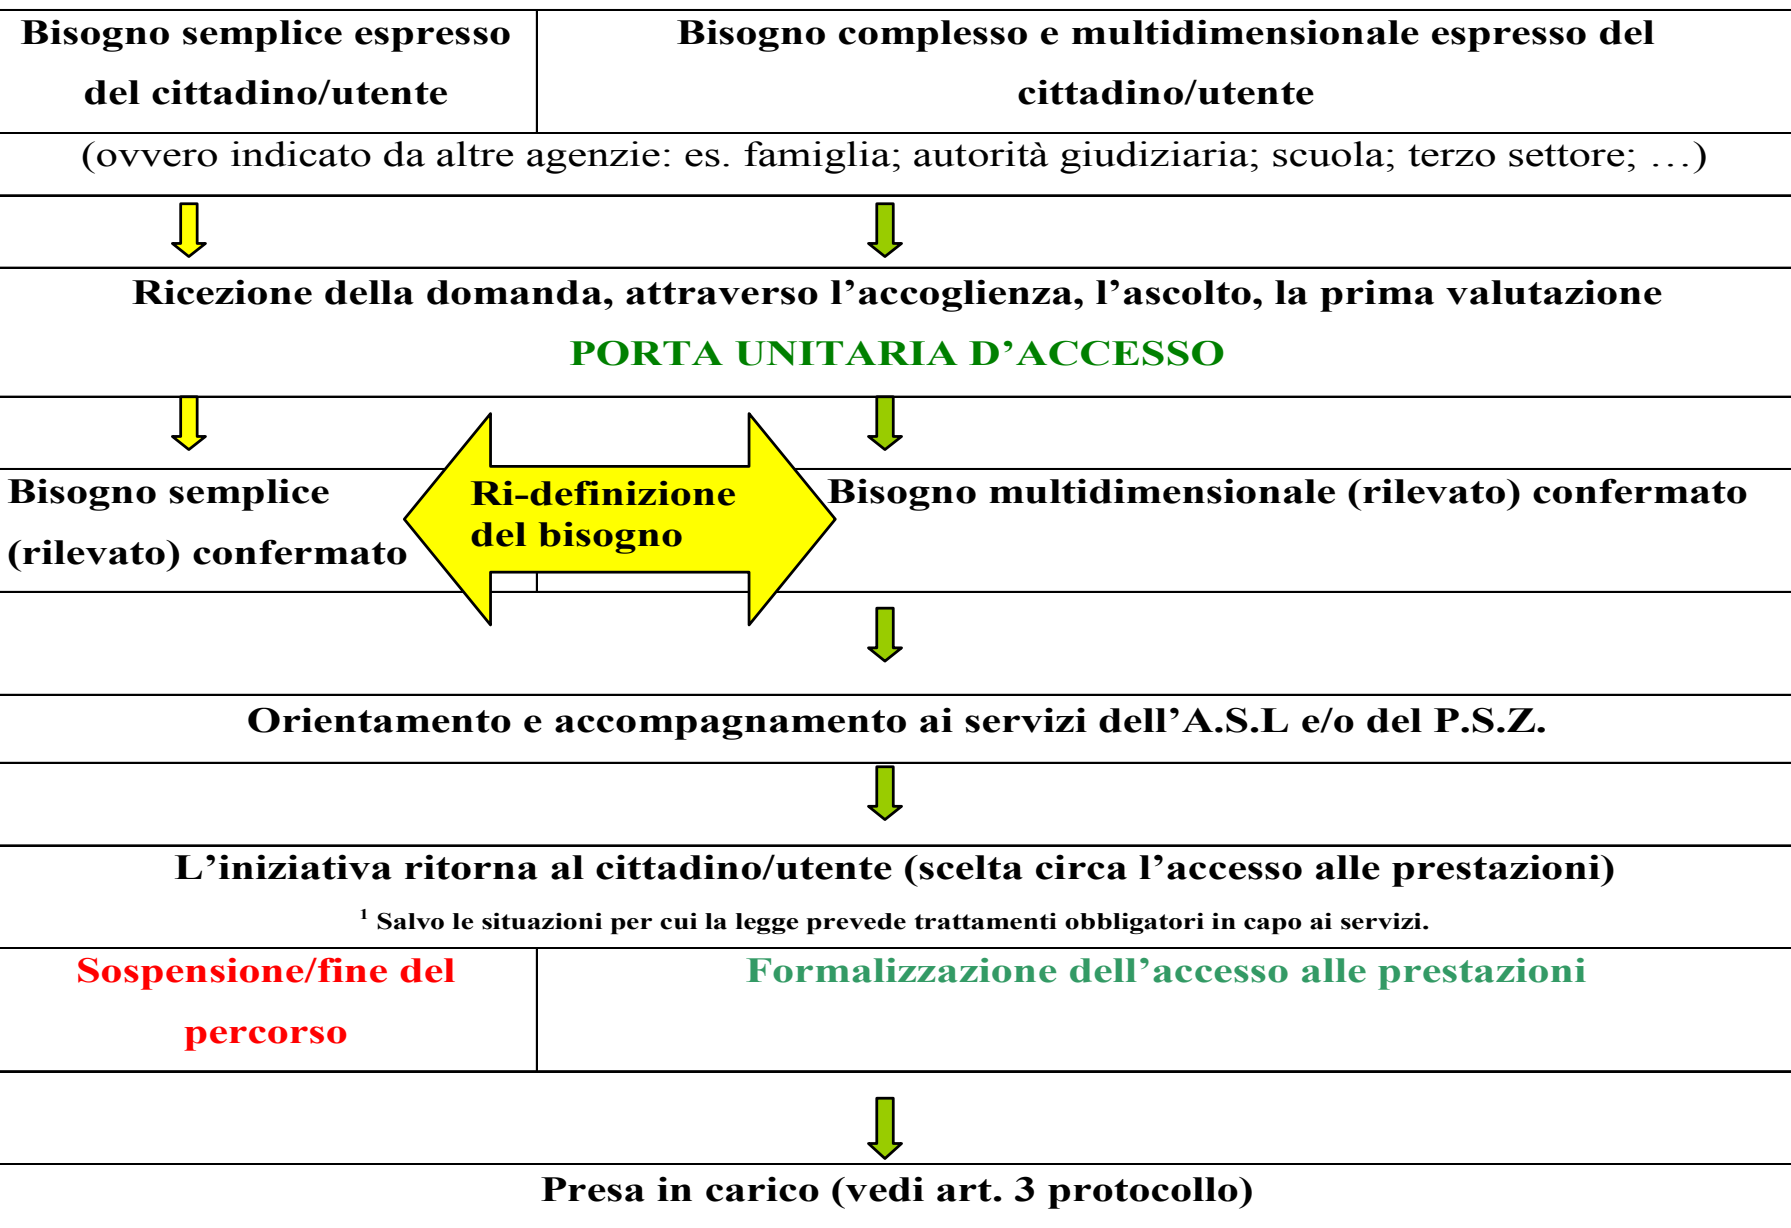 Bisogno semplice espresso
del cittadino/utente
Bisogno complesso e multidimensionale espresso del
cittadino/utente
(ovvero indicato da altre agenzie: es. famiglia; autorità giudiziaria; scuola; terzo settore; …)
Ricezione della domanda, attraverso l’accoglienza, l’ascolto, la prima valutazione
PORTA UNITARIA D’ACCESSO
Bisogno semplice
(rilevato) confermato
Ri-definizione
del bisogno
Bisogno multidimensionale (rilevato) confermato
Orientamento e accompagnamento ai servizi dell’A.S.L e/o del P.S.Z.
L’iniziativa ritorna al cittadino/utente (scelta circa l’accesso alle prestazioni)
1 Salvo le situazioni per cui la legge prevede trattamenti obbligatori in capo ai servizi.
Sospensione/fine del
percorso
Formalizzazione dell’accesso alle prestazioni
Presa in carico (vedi art. 3 protocollo)